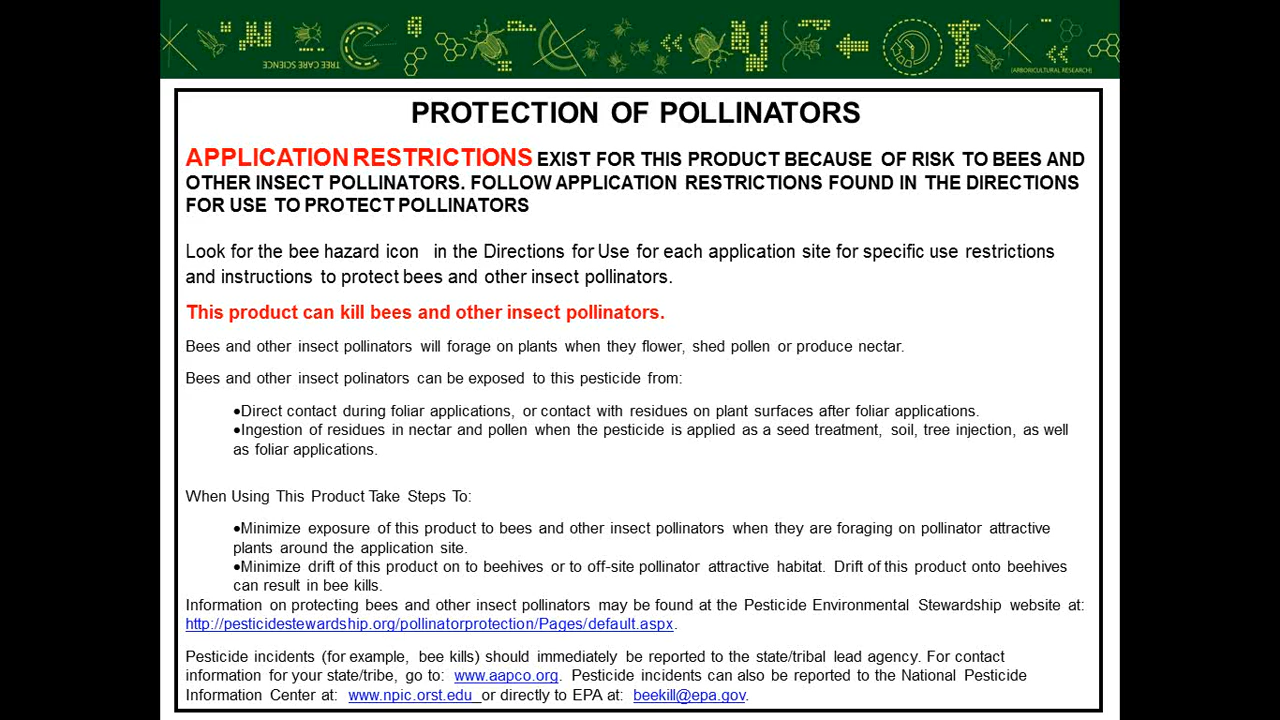 TREE CARE SCIENCE
{ARBORICULTURAL RESEARCH}
PROTECTION OF POLLINATORS
APPLICATION RESTRICTIONS EXIST FOR THIS PRODUCT BECAUSE OF RISK TO BEES AND
OTHER INSECT POLLINATORS. FOLLOW APPLICATION RESTRICTIONS FOUND IN THE DIRECTIONS
FOR USE TO PROTECT POLLINATORS
Look for the bee hazard icon in the Directions for Use for each application site for specific use restrictions
and instructions to protect bees and other insect pollinators.
This product can kill bees and other insect pollinators.
Bees and other insect pollinators will forage on plants when they flower, shed pollen or produce nectar.
Bees and other insect polinators can be exposed to this pesticide from:
•Direct contact during foliar applications, or contact with residues on plant surfaces after foliar applications.
•Ingestion of residues in nectar and pollen when the pesticide is applied as a seed treatment, soil, tree injection, as well
as foliar applications.
When Using This Product Take Steps To:
•Minimize exposure of this product to bees and other insect pollinators when they are foraging on pollinator attractive
plants around the application site.
•Minimize drift of this product on to beehives or to off-site pollinator attractive habitat. Drift of this product onto beehives
can result in bee kills.
Information on protecting bees and other insect pollinators may be found at the Pesticide Environmental Stewardship website at:
http://pesticidestewardship.org/pollinatorprotection/Pages/default.aspx.
Pesticide incidents (for example, bee kills) should immediately be reported to the state/tribal lead agency. For contact
information for your state/tribe, go to: www.aapco.org. Pesticide incidents can also be reported to the National Pesticide
Information Center at: www.npic.orst.edu or directly to EPA at: beekill@epa.gov.